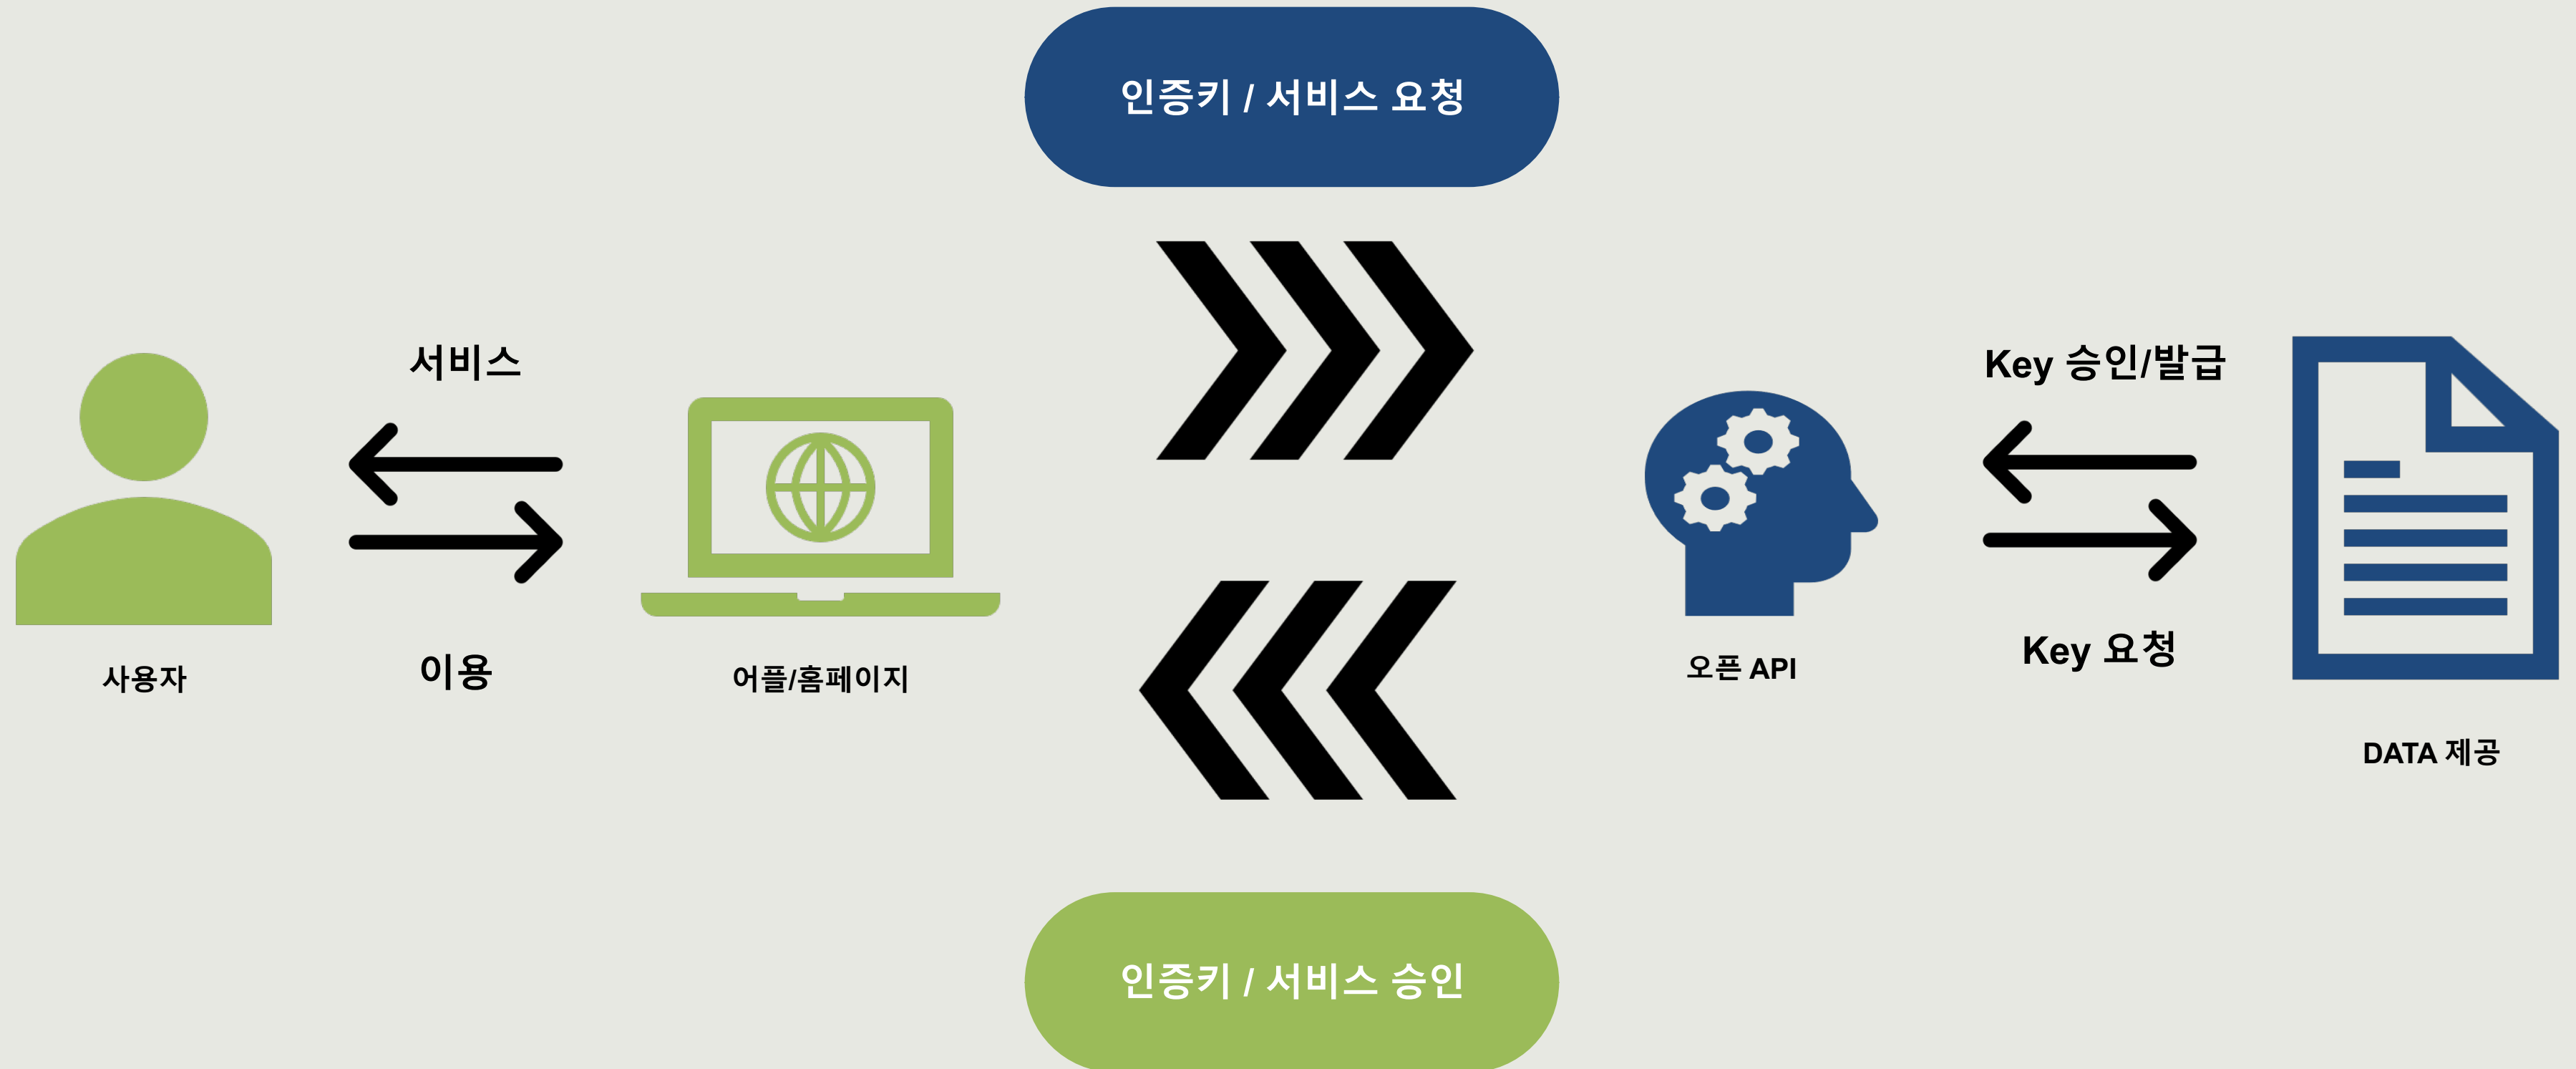 인증키 / 서비스 요청
서비스
Key 승인/발급
사용자
이용
어플/홈페이지
오픈 API
Key 요청
DATA 제공
인증키 / 서비스 승인